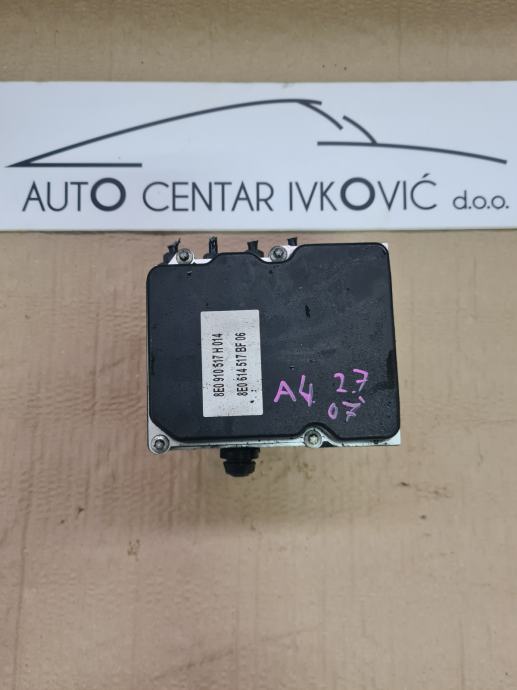 AUTO CENTAR IVKOVIĆ d.o.o.
8E0 910 517 H 014
8E0 614 517 BF 06
A4 2.7
07